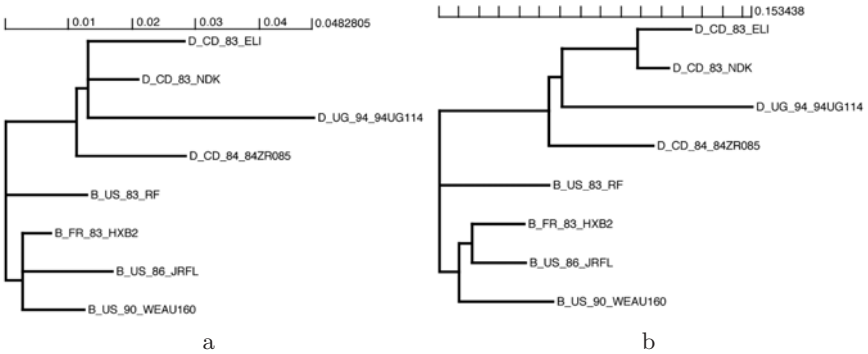 0.01 0.02 0.03 0.04 0.0482805
D_CD_83_ELI
D_CD_83_NDK
D_UG_94_94UG114
D_CD_84_84ZR085
B_US_83_RF
B_FR_83_HXB2
B_US_86_JRFL
B_US_90_WEAU160
a
0.153438
D_CD_83_ELI
D_CD_83_NDK
D_UG_94_94UG114
D_CD_84_84ZR085
B_US_83_RF
B_FR_83_HXB2
B_US_86_JRFL
B_US_90_WEAU160
b